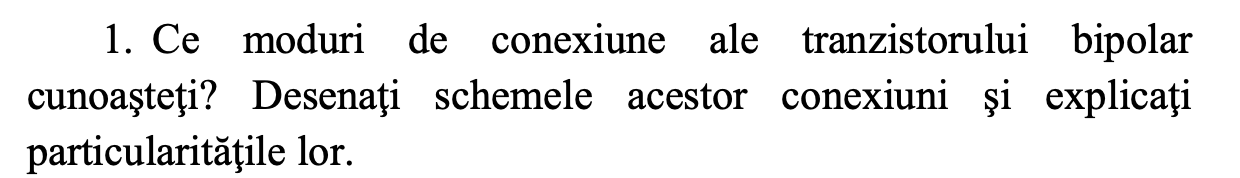 1. Ce moduri de conexiune ale tranzistorului bipolar
cunoaşteţi? Desenaţi schemele acestor conexiuni şi explicaţi
particularităţile lor.